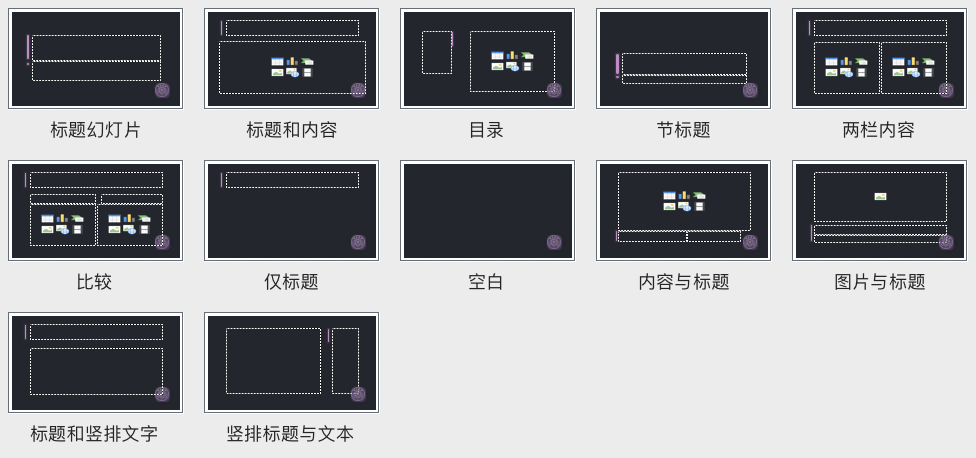 标题幻灯片
标题和内容
目录
节标题
两栏内容
比较
仅标题
空白
内容与标题
图片与标题
标题和竖排文字
竖排标题与文本